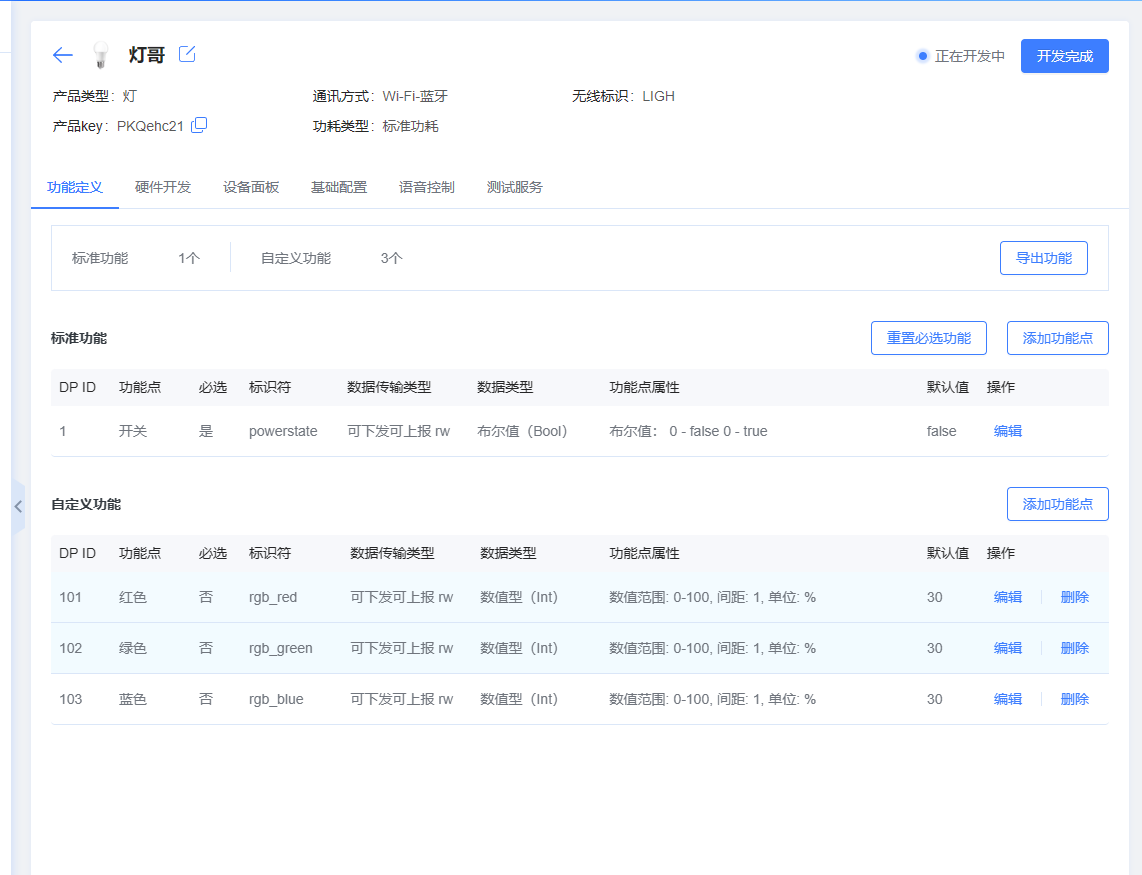 灯哥
正在开发中
开发完成
产品类型：灯 通讯方式：Wi-Fi-蓝牙 无线标识：LIGH
产品key：PKQehc21 功耗类型：标准功耗
功能定义 硬件开发 设备面板 基础配置 语音控制 测试服务
标准功能 1个 自定义功能 3个 导出功能
标准功能 重置必选功能 添加功能点
DP ID 功能点 必选 标识符 数据传输类型 数据类型 功能点属性 默认值 操作
1 开关 是 powerstate 可下发可上报 rw 布尔值（Bool） 布尔值： 0 - false 0 - true false 编辑
自定义功能 添加功能点
DP ID 功能点 必选 标识符 数据传输类型 数据类型 功能点属性 默认值 操作
101 红色 否 rgb_red 可下发可上报 rw 数值型（Int） 数值范围: 0-100, 间距: 1, 单位: % 30 编辑 删除
102 绿色 否 rgb_green 可下发可上报 rw 数值型（Int） 数值范围: 0-100, 间距: 1, 单位: % 30 编辑 删除
103 蓝色 否 rgb_blue 可下发可上报 rw 数值型（Int） 数值范围: 0-100, 间距: 1, 单位: % 30 编辑 删除